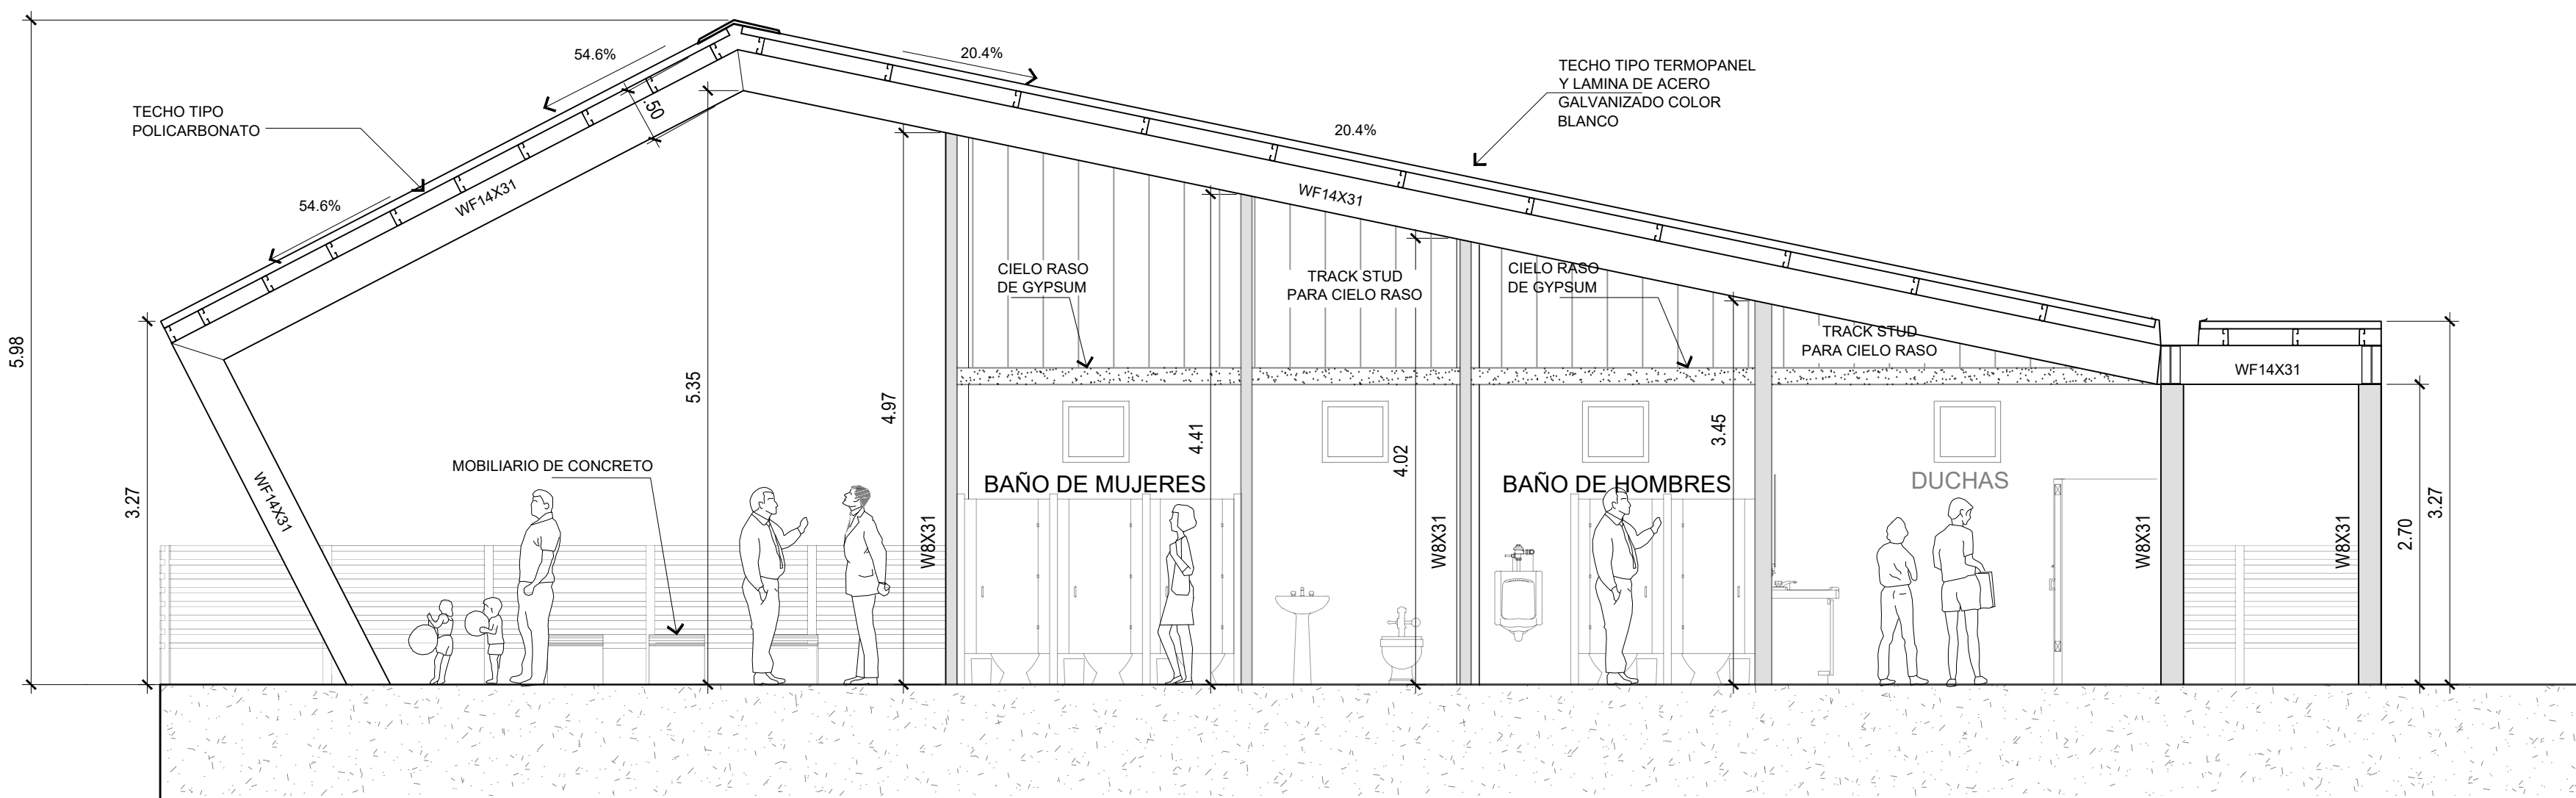 54.6%
20.4%
TECHO TIPO TERMOPANEL
Y LAMINA DE ACERO
GALVANIZADO COLOR
BLANCO
TECHO TIPO
POLICARBONATO
.50
20.4%
54.6%
WF14X31
WF14X31
5.98
CIELO RASO
DE GYPSUM
TRACK STUD
PARA CIELO RASO
CIELO RASO
DE GYPSUM
TRACK STUD
PARA CIELO RASO
WF14X31
5.35
4.97
4.41
4.02
3.45
MOBILIARIO DE CONCRETO
BAÑO DE MUJERES
BAÑO DE HOMBRES
DUCHAS
3.27
WF14X31
W8X31
W8X31
W8X31
W8X31
2.70
3.27